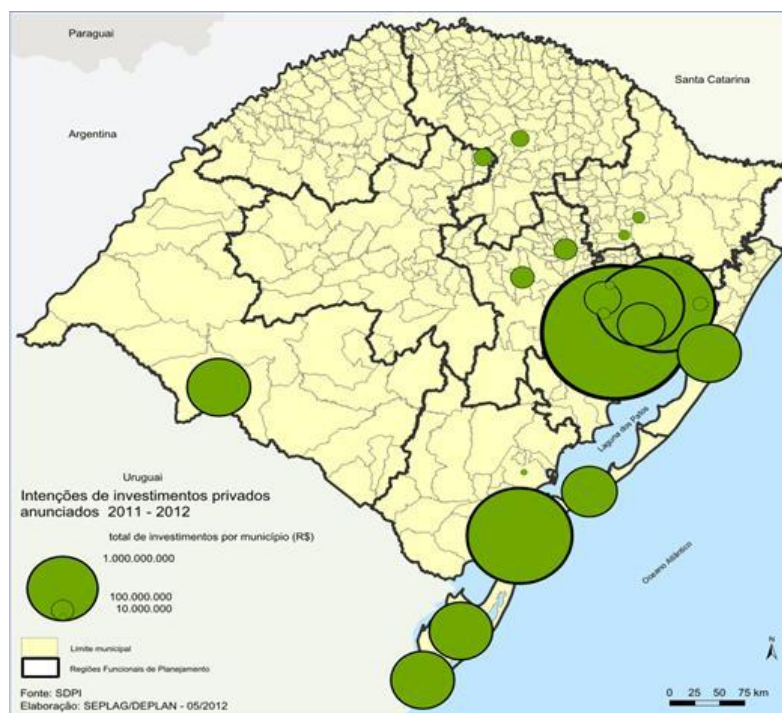 Paraguai
Santa Catarina
Argentina
Laguna dos Patos
Uruguai
Intenções de investimentos privados
anunciados 2011 - 2012
total de investimentos por município (R$)
1.000.000.000
100.000.000
10.000.000
Oceano Atlântico
Limite municipal
Regiões Funcionais de Planejamento
N
Fonte: SDPI
Elaboração: SEPLAG/DEPLAN - 05/2012
0 25 50 75 km